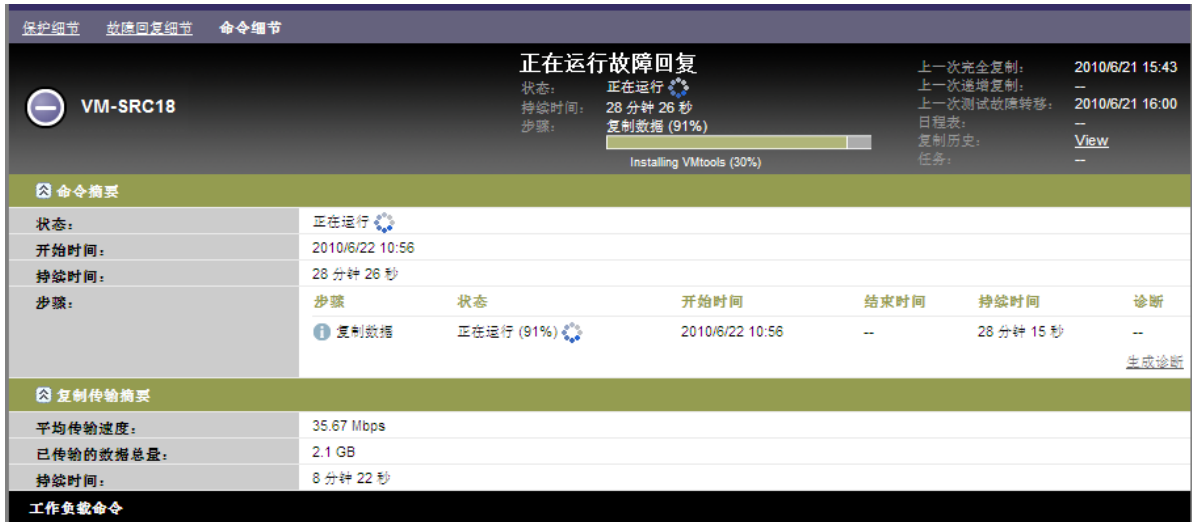 保护细节 故障回复细节 命令细节
VM-SRC18
正在运行故障回复
状态： 正在运行
持续时间： 28 分钟 26 秒
步骤： 复制数据 (91%)
Installing VMtools (30%)
上一次完全复制： 2010/6/21 15:43
上一次递增复制： --
上一次测试故障转移： 2010/6/21 16:00
日程表： --
复制历史： View
任务： --
命令摘要
状态： 正在运行
开始时间： 2010/6/22 10:56
持续时间： 28 分钟 26 秒
步骤： 步骤 状态 开始时间 结束时间 持续时间 诊断
复制数据 正在运行 (91%) 2010/6/22 10:56 -- 28 分钟 15 秒 --
生成诊断
复制传输摘要
平均传输速度： 35.67 Mbps
已传输的数据总量： 2.1 GB
持续时间： 8 分钟 22 秒
工作负载命令